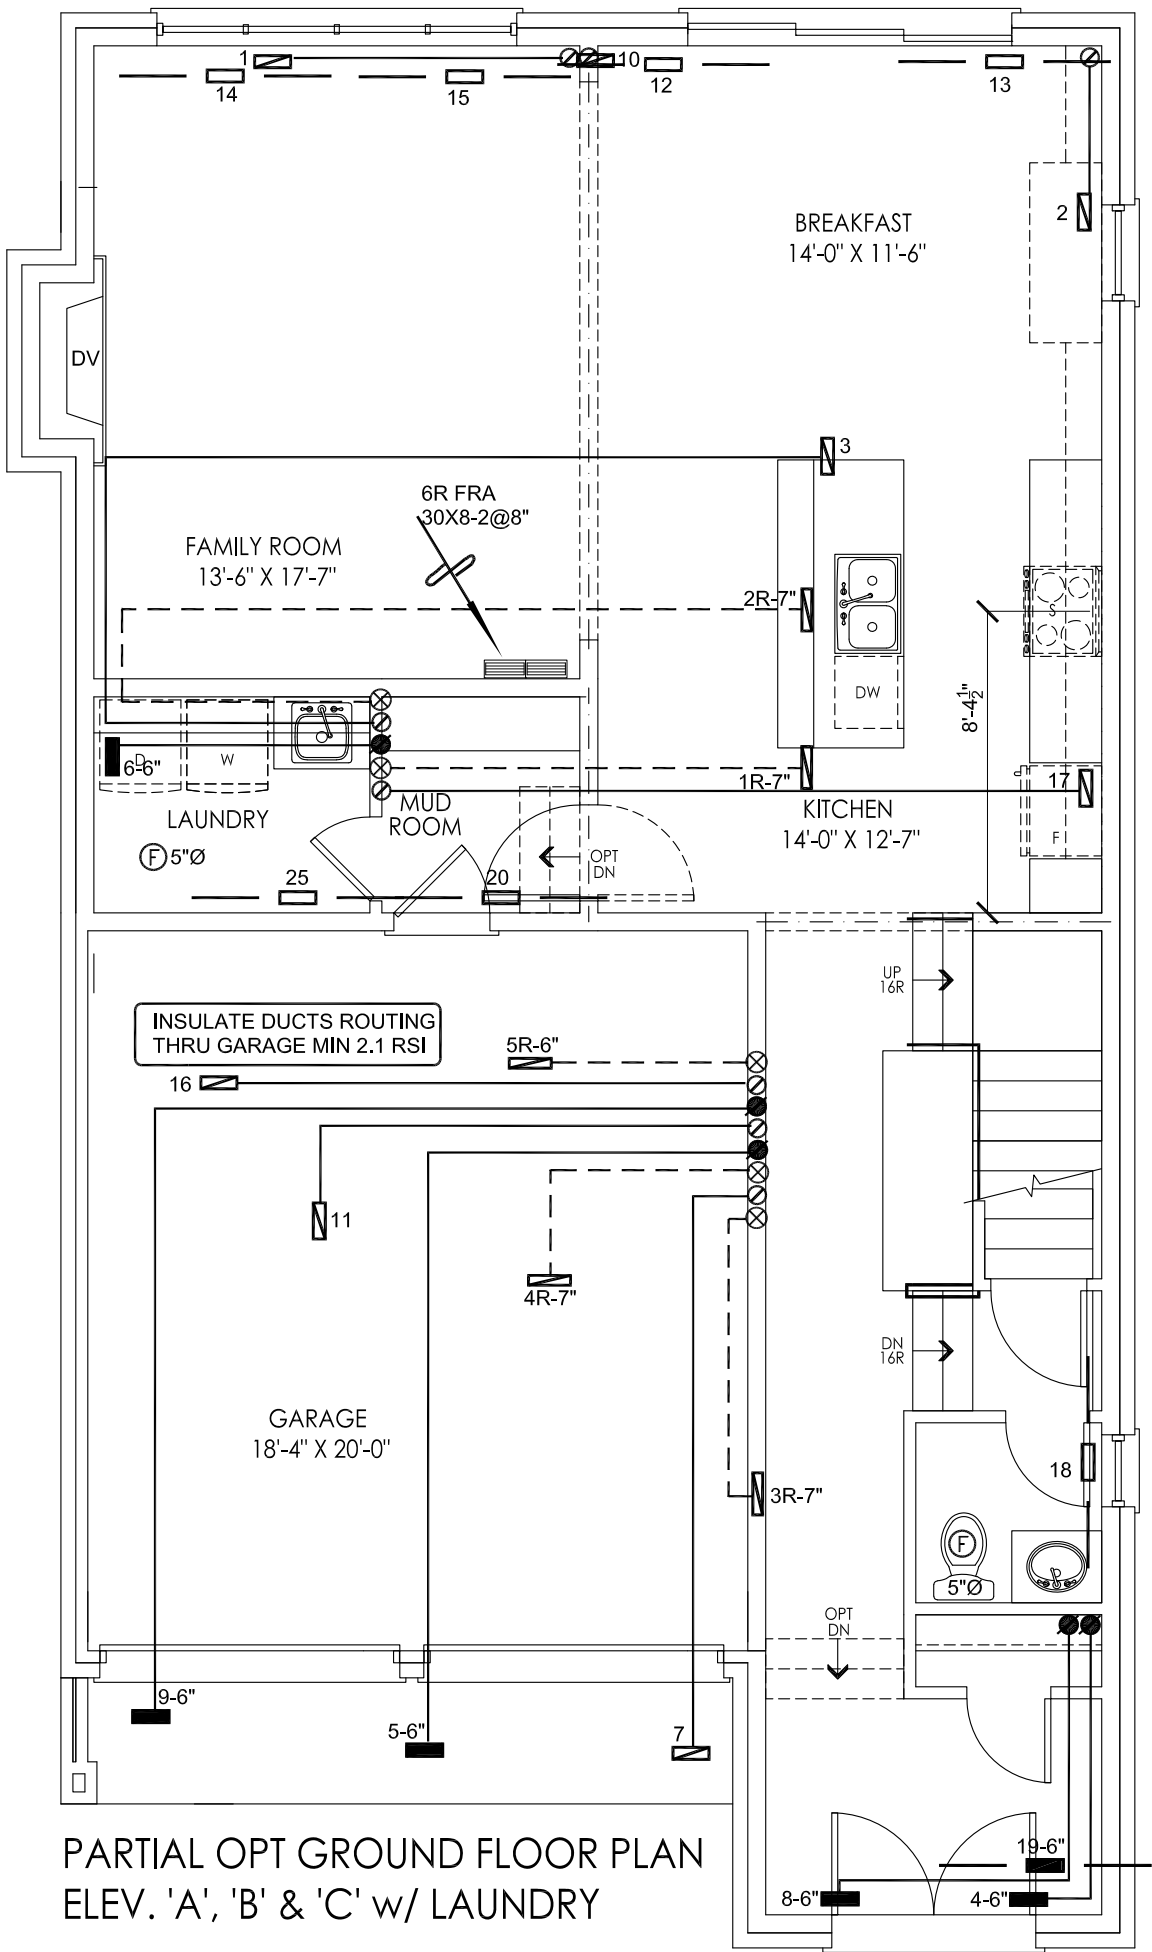 1
10
14
15
12
13
2
BREAKFAST
14'-0" X 11'-6"
DV
3
6R FRA
30X8-2@8"
FAMILY ROOM
13'-6" X 17'-7"
2R-7"
S
DW
8'-4½"
D
W
6-6"
1R-7"
17
LAUNDRY
MUD
ROOM
KITCHEN
14'-0" X 12'-7"
F
F 5"Ø
OPT
DN
25
20
UP
16R
INSULATE DUCTS ROUTING
THRU GARAGE MIN 2.1 RSI
5R-6"
16
11
4R-7"
DN
16R
GARAGE
18'-4" X 20'-0"
18
3R-7"
F
5"Ø
OPT
DN
9-6"
5-6"
7
PARTIAL OPT GROUND FLOOR PLAN
ELEV. 'A', 'B' & 'C' w/ LAUNDRY
19-6"
8-6"
4-6"